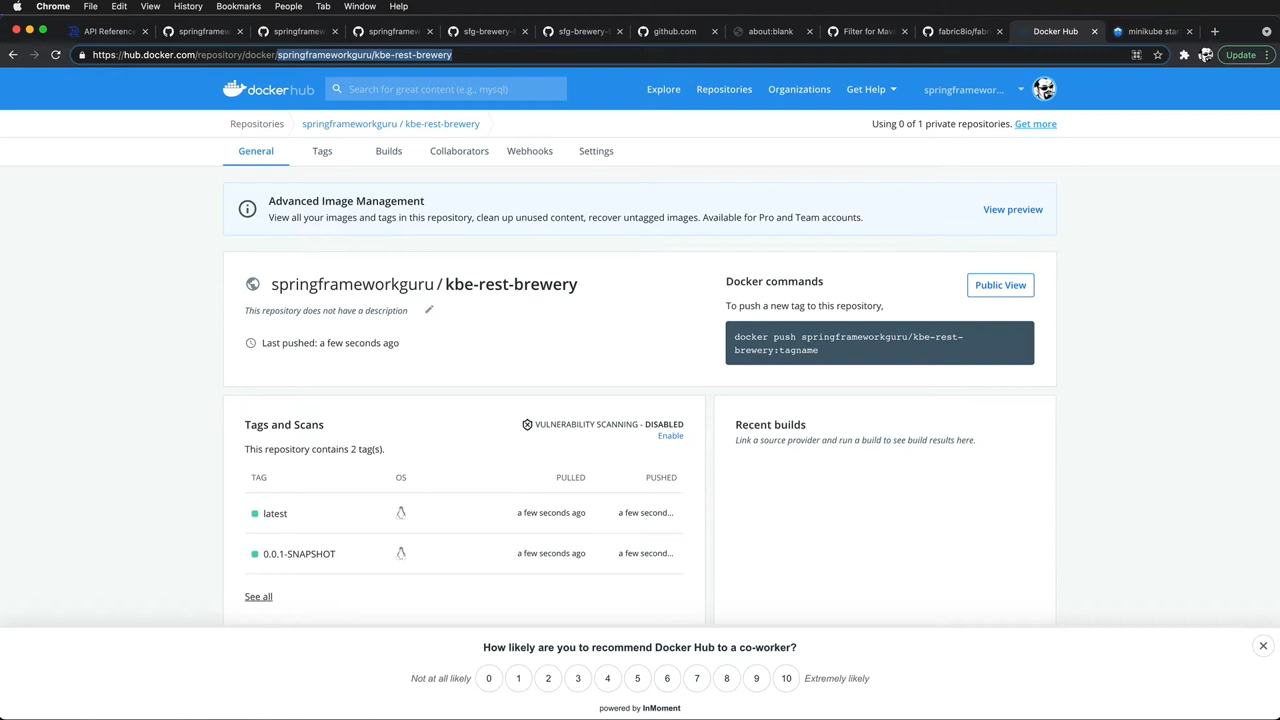 Chrome File Edit View History Bookmarks People Tab Window Help
API Reference springframew springframew springframew sfg-brewery- sfg-brewery- github.com about:blank Filter for Mav fabric8io/fabr Docker Hub minikube star
https://hub.docker.com/repository/docker/springframeworkguru/kbe-rest-brewery Update
dockerhub Search for great content (e.g., mysql) Explore Repositories Organizations Get Help springframewor...
Repositories springframeworkguru / kbe-rest-brewery Using 0 of 1 private repositories. Get more
General Tags Builds Collaborators Webhooks Settings
Advanced Image Management
View all your images and tags in this repository, clean up unused content, recover untagged images. Available for Pro and Team accounts.
View preview
springframeworkguru / kbe-rest-brewery
This repository does not have a description
Last pushed: a few seconds ago
Docker commands
Public View
To push a new tag to this repository,
docker push springframeworkguru/kbe-rest-
brewery:tagname
Tags and Scans
VULNERABILITY SCANNING - DISABLED
Enable
This repository contains 2 tag(s).
TAG OS PULLED PUSHED
latest a few seconds ago a few second...
0.0.1-SNAPSHOT a few seconds ago a few second...
See all
Recent builds
Link a source provider and run a build to see build results here.
How likely are you to recommend Docker Hub to a co-worker?
Not at all likely 0 1 2 3 4 5 6 7 8 9 10 Extremely likely
powered by InMoment